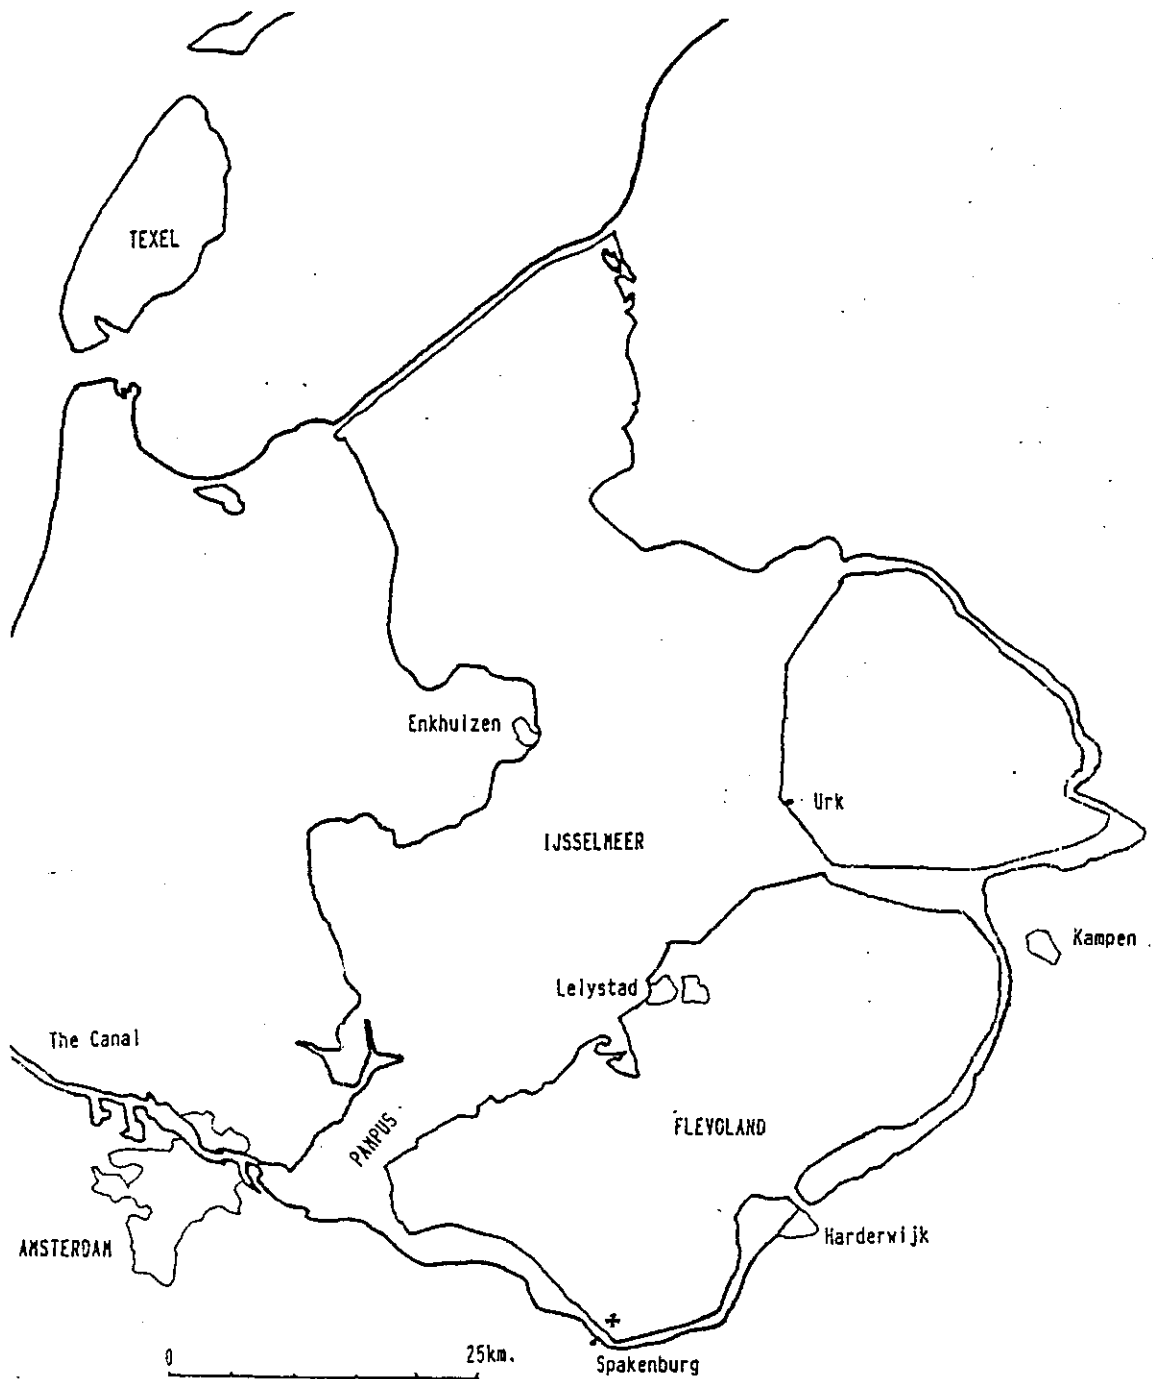 TEXEL
Enkhuizen
Urk
IJSSELMEER
Kampen
Lelystad
The Canal
PAMPUS
FLEVOLAND
AMSTERDAM
Harderwijk
0 25km.
Spakenburg